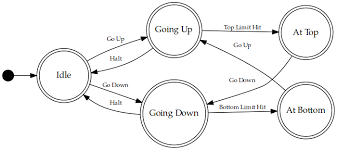 Going Up
Top Limit Hit
At Top
Go Up
Go Up
Halt
Idle
Go Down
Go Down
Halt
Going Down
Bottom Limit Hit
At Bottom